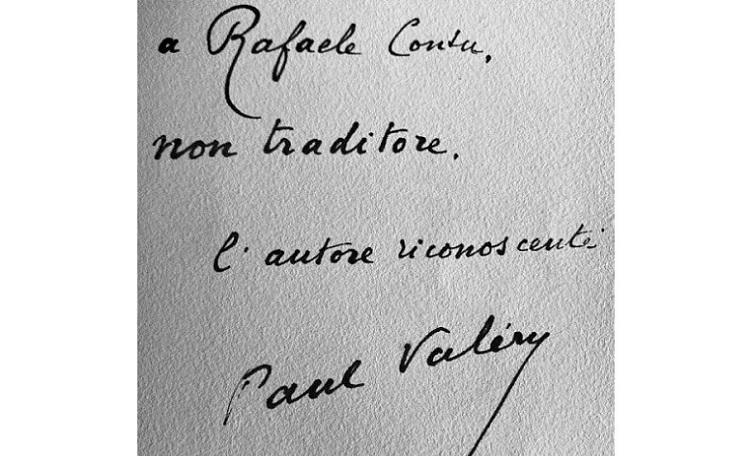 a Rafaele Contu,
non traditore.
l'autore riconoscente
Paul Valéry